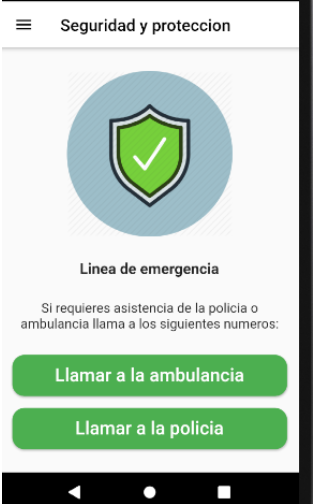 Seguridad y proteccion
Linea de emergencia
Si requieres asistencia de la policia o
ambulancia llama a los siguientes numeros:
Llamar a la ambulancia
Llamar a la policia